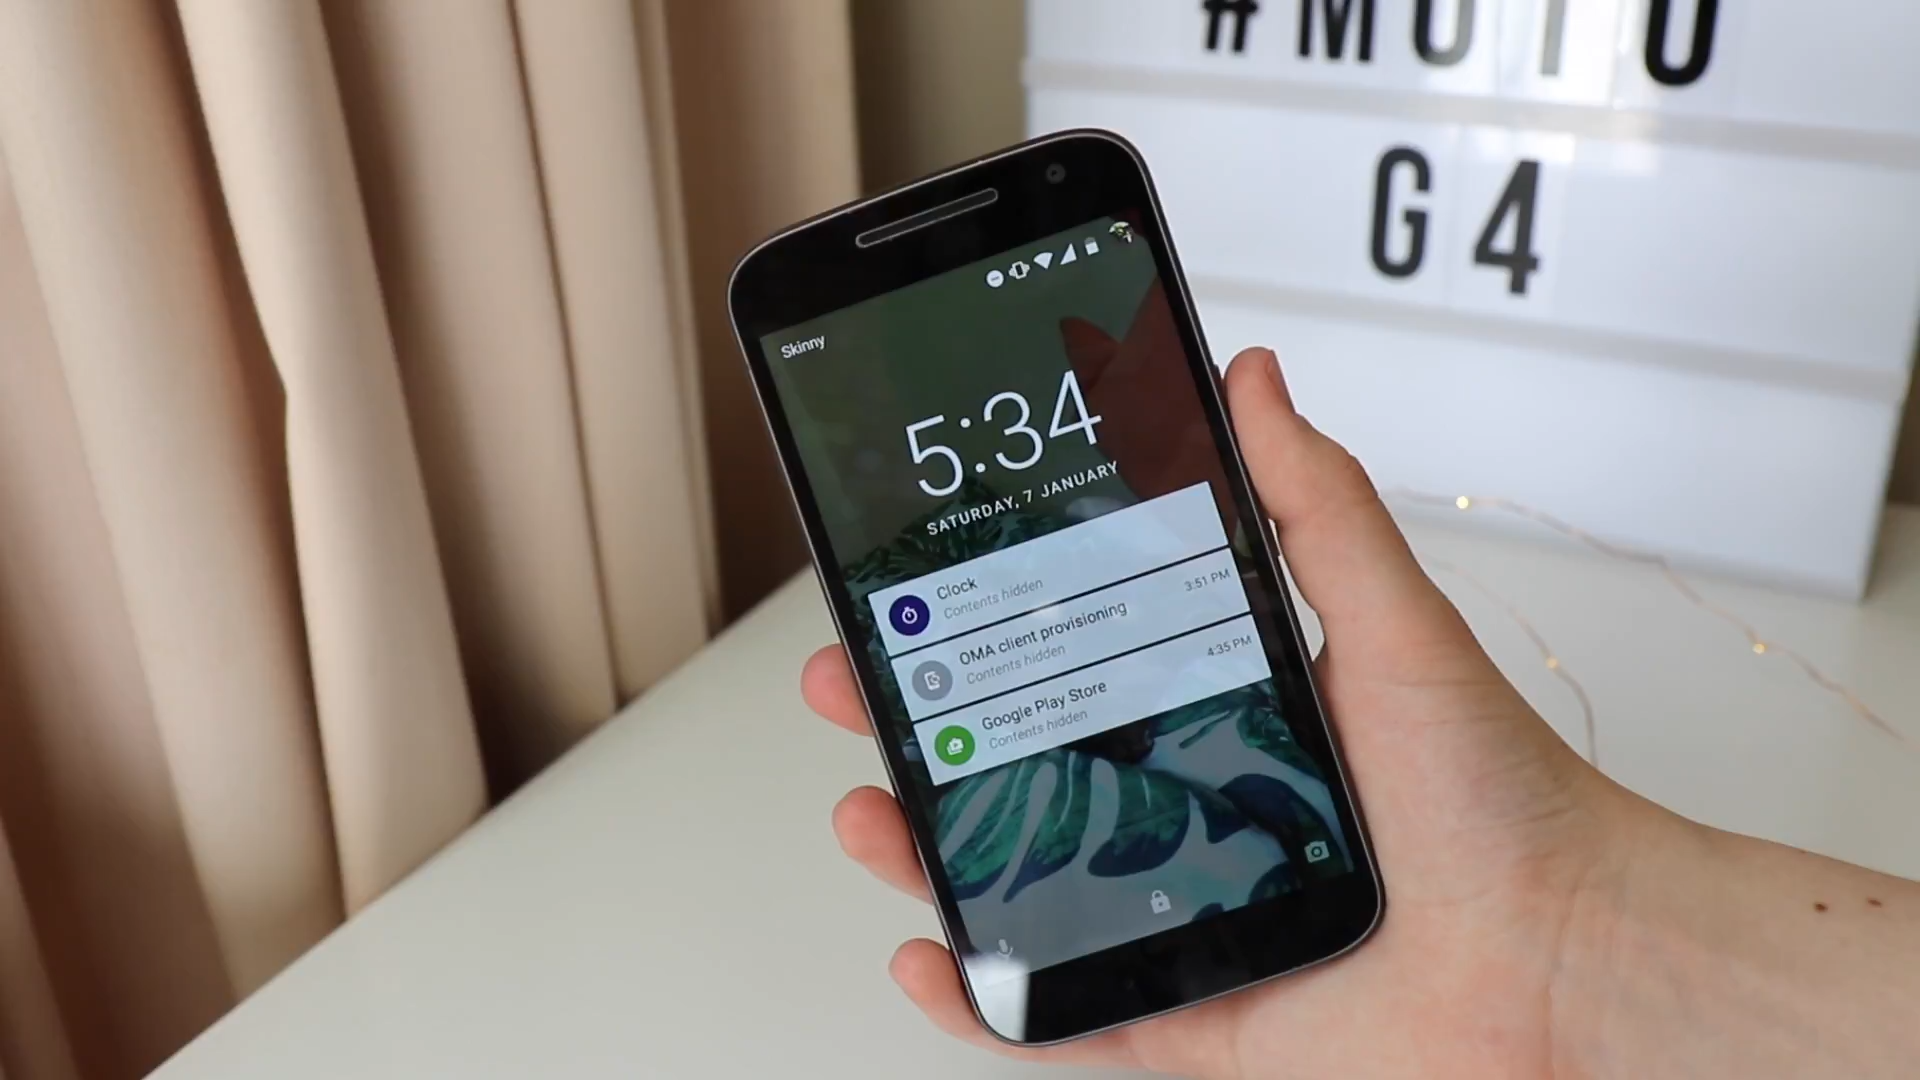 #MOTO
G4
Skinny
5:34
SATURDAY, 7 JANUARY
Clock
Contents hidden
OMA client provisioning 3:51 PM
Contents hidden
Google Play Store 4:35 PM
Contents hidden